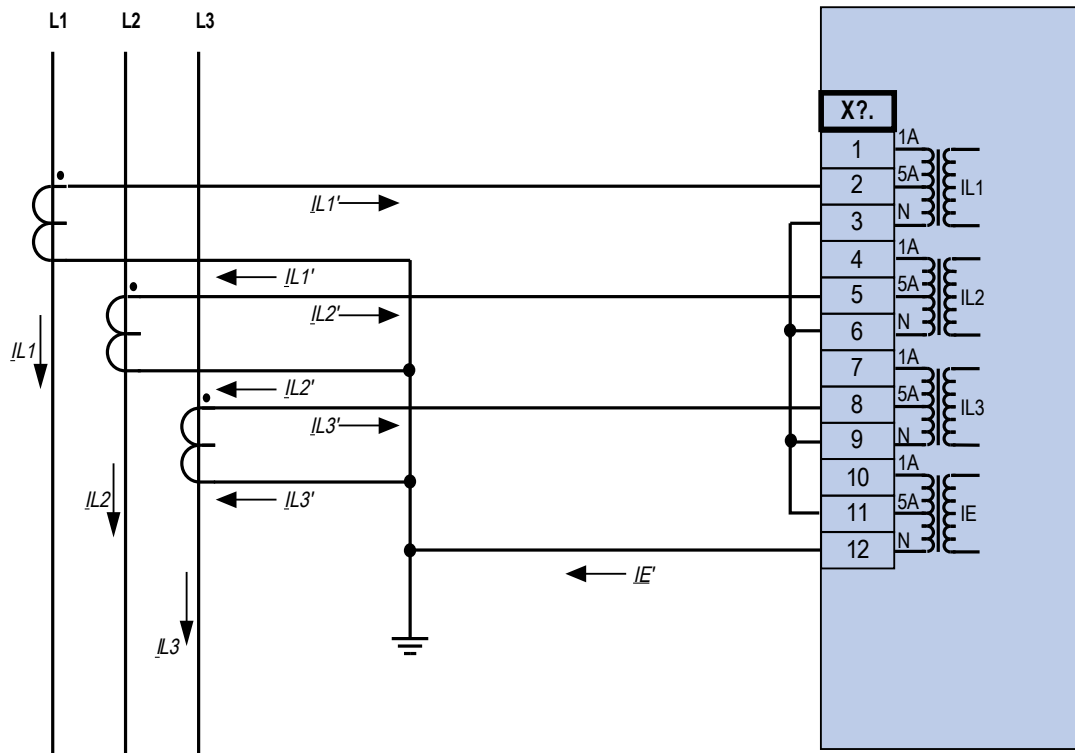 L1 L2 L3
X?.
1 1A
2 5A IL1
3 N
4 1A
5 5A IL2
6 N
7 1A
8 5A IL3
9 N
10 1A
11 5A IE
12 N
IL1'
IL1'
IL2'
IL1
IL2'
IL3'
IL2
IL3'
IE'
IL3